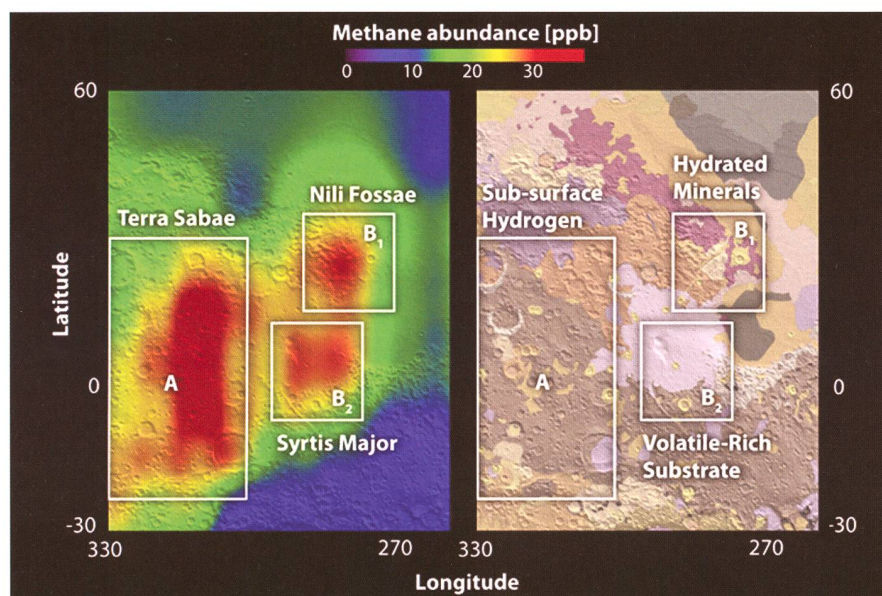 Methane abundance [ppb]
0 10 20 30
60
60
Nili Fossae
Hydrated
Minerals
Terra Sabae
Sub-surface
Hydrogen
B1
B1
Latitude
0
A
B2
A
B2
0
Syrtis Major
Volatile-Rich
Substrate
-30
-30
330
270
330
270
Longitude